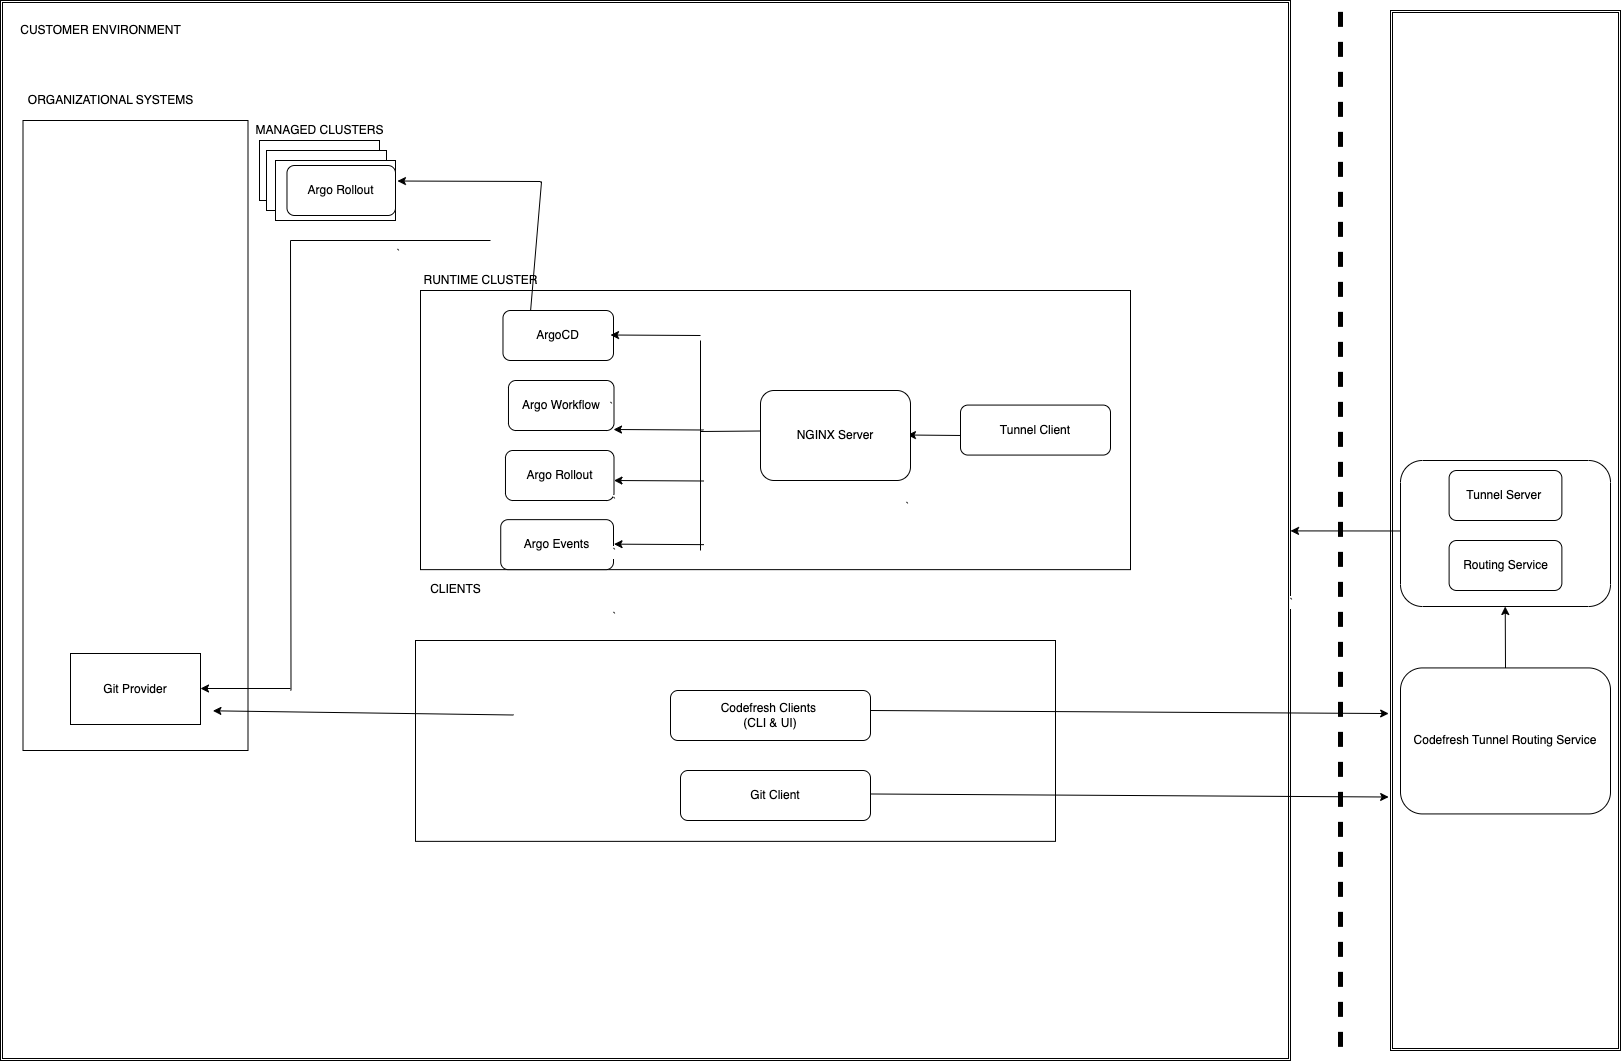 CUSTOMER ENVIRONMENT
ORGANIZATIONAL SYSTEMS
MANAGED CLUSTERS
Argo Rollout
RUNTIME CLUSTER
ArgoCD
Argo Workflow
Argo Rollout
Argo Events
NGINX Server
Tunnel Client
Tunnel Server
Routing Service
CLIENTS
Git Provider
Codefresh Clients
(CLI & UI)
Git Client
Codefresh Tunnel Routing Service